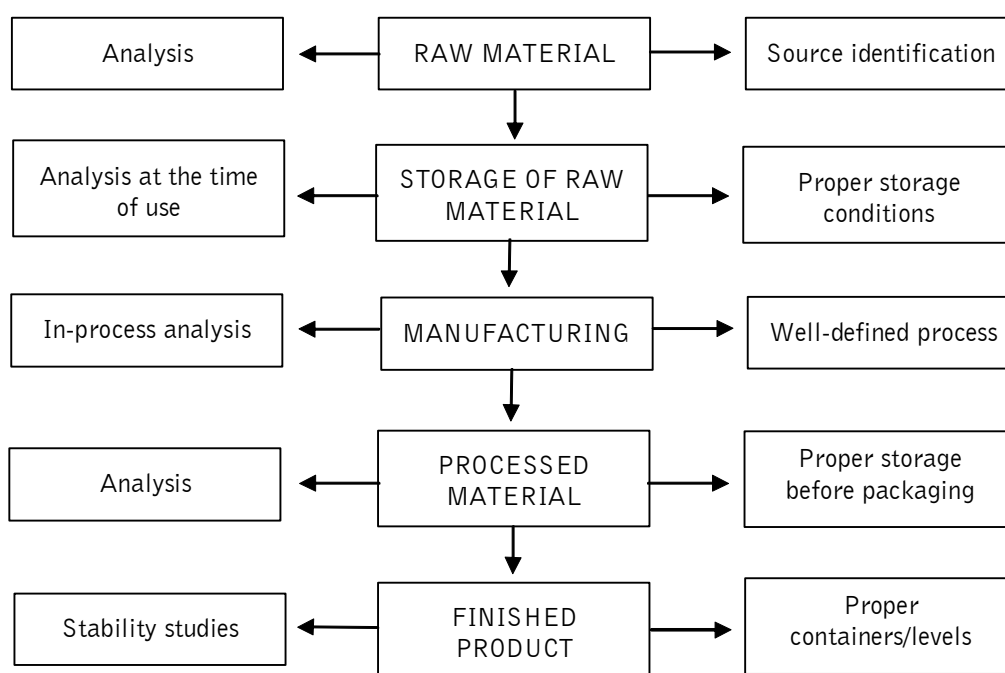 Analysis
RAW MATERIAL
Source identification
Analysis at the time
of use
STORAGE OF RAW
MATERIAL
Proper storage
conditions
In-process analysis
MANUFACTURING
Well-defined process
Analysis
PROCESSED
MATERIAL
Proper storage
before packaging
Stability studies
FINISHED
PRODUCT
Proper
containers/levels